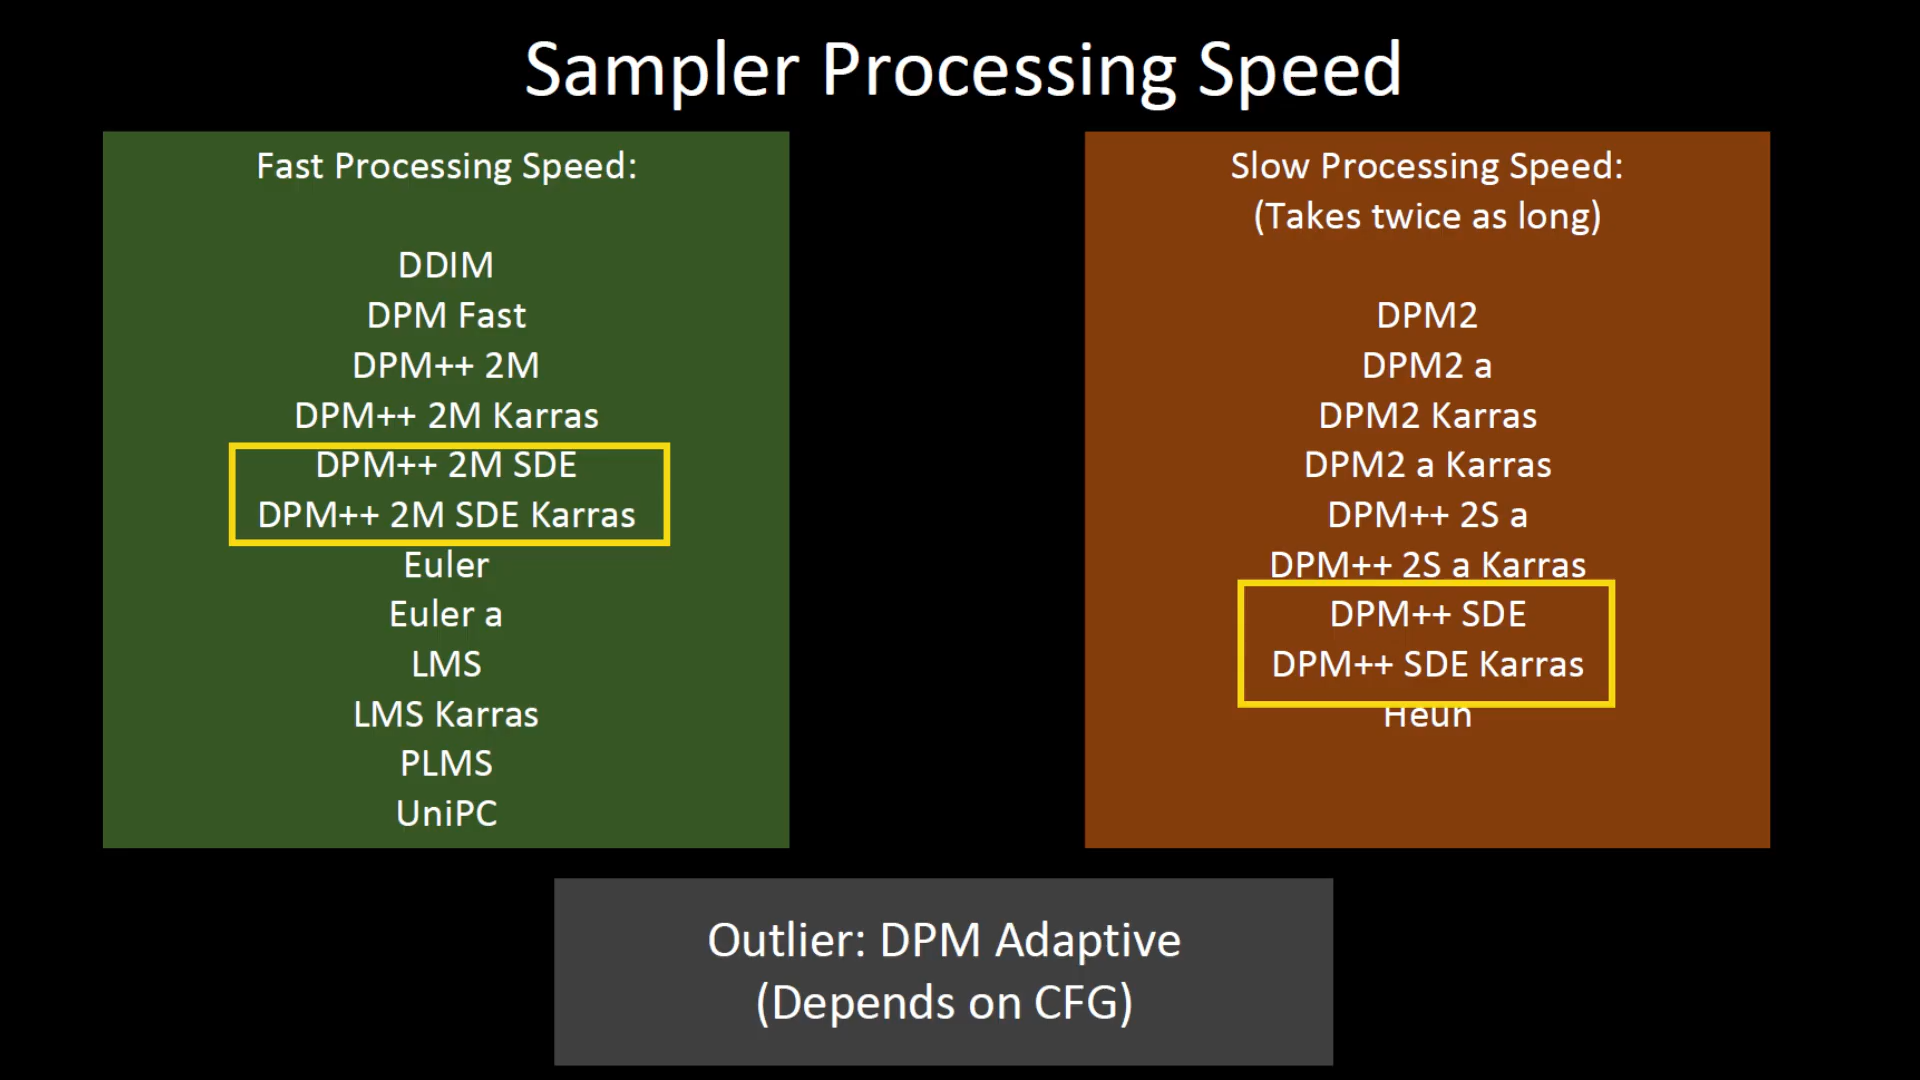 Sampler Processing Speed
Fast Processing Speed:
DDIM
DPM Fast
DPM++ 2M
DPM++ 2M Karras
DPM++ 2M SDE
DPM++ 2M SDE Karras
Euler
Euler a
LMS
LMS Karras
PLMS
UniPC
Slow Processing Speed:
(Takes twice as long)
DPM2
DPM2 a
DPM2 Karras
DPM2 a Karras
DPM++ 2S a
DPM++ 2S a Karras
DPM++ SDE
DPM++ SDE Karras
Heun
Outlier: DPM Adaptive
(Depends on CFG)